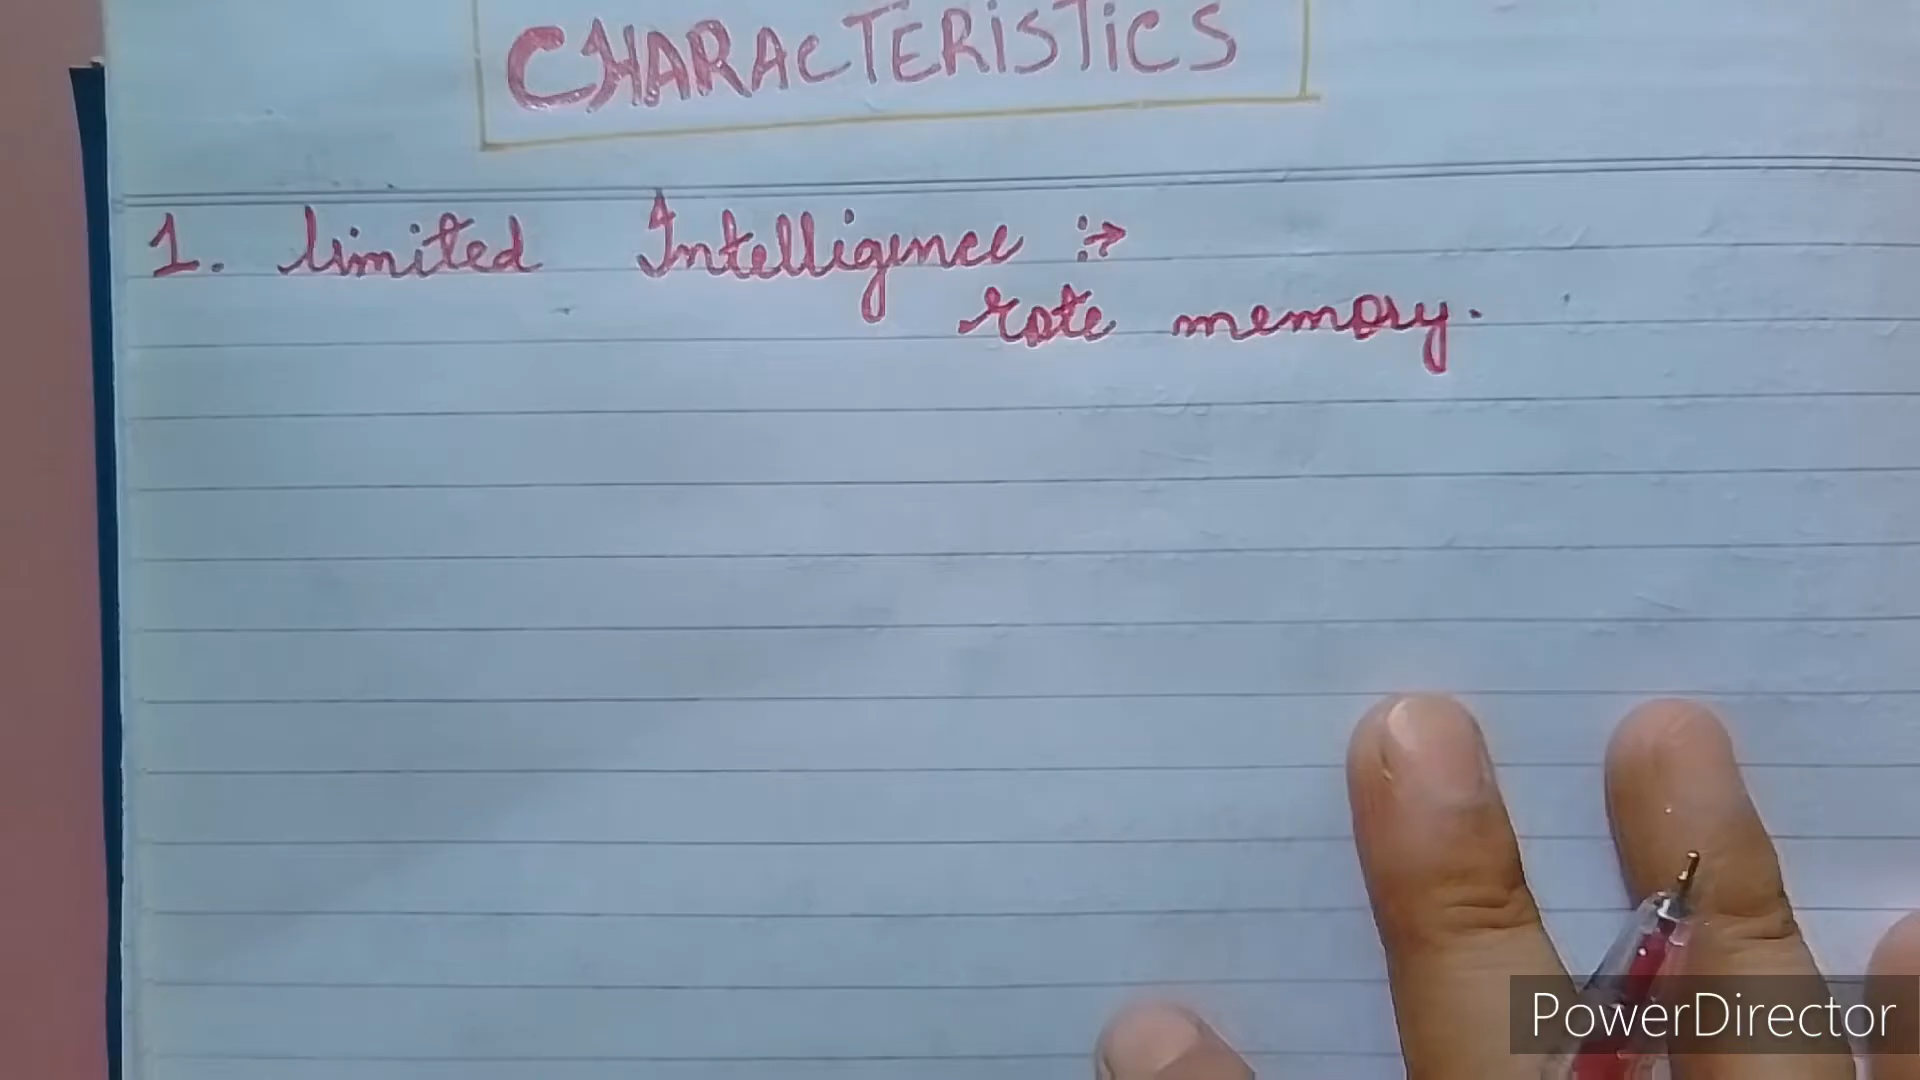 CHARACTERISTICS
1. limited Intelligence :→
rote memory.
PowerDirector